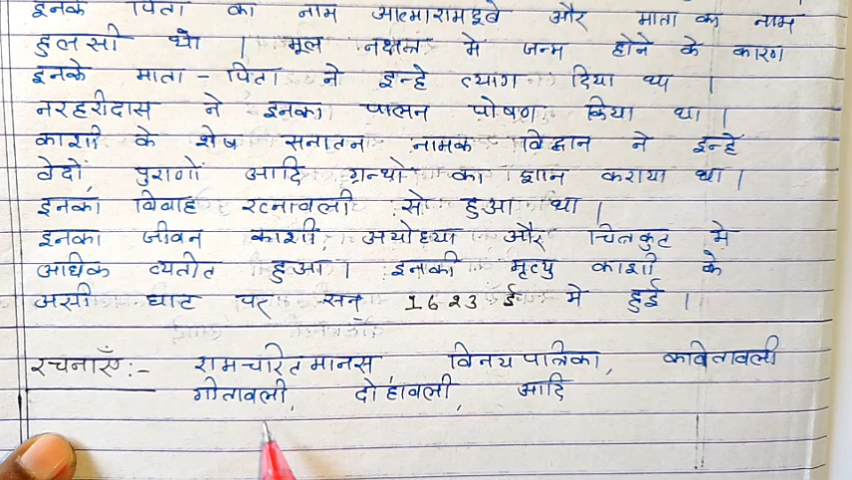 इनके पिता का नाम आत्मारामदुबे और माता का नाम
हुलसी था । मूल नक्षत्र में जन्म होने के कारण
इनके माता - पिता ने इन्हे त्याग दिया था ।
नरहरीदास ने इनका पालन पोषण किया था ।
काशी के शेष सनातन नामक विद्वान ने इन्हे
वेदों, पुराणों आदि ग्रन्थो का ज्ञान कराया था ।
इनका विवाह रत्नावली से हुआ था ।
इनका जीवन काशी, अयोध्या और चित्रकुट मे
अधिक व्यतीत हुआ । इनकी मृत्यु काशी के
असी घाट पर सन् 1623 ई मे हुई ।
रचनाएँ:- रामचरितमानस विनयपत्रिका, कवितावली
गीतावली, दोहावली, आदि